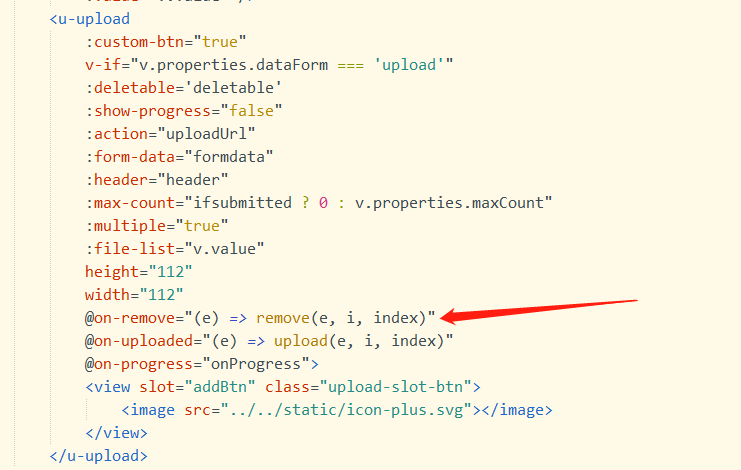 <u-upload
:custom-btn="true"
v-if="v.properties.dataForm === 'upload'"
:deletable='deletable'
:show-progress="false"
:action="uploadUrl"
:form-data="formdata"
:header="header"
:max-count="ifsubmitted ? 0 : v.properties.maxCount"
:multiple="true"
:file-list="v.value"
height="112"
width="112"
@on-remove="(e) => remove(e, i, index)"
@on-uploaded="(e) => upload(e, i, index)"
@on-progress="onProgress">
<view slot="addBtn" class="upload-slot-btn">
<image src="../../static/icon-plus.svg"></image>
</view>
</u-upload>